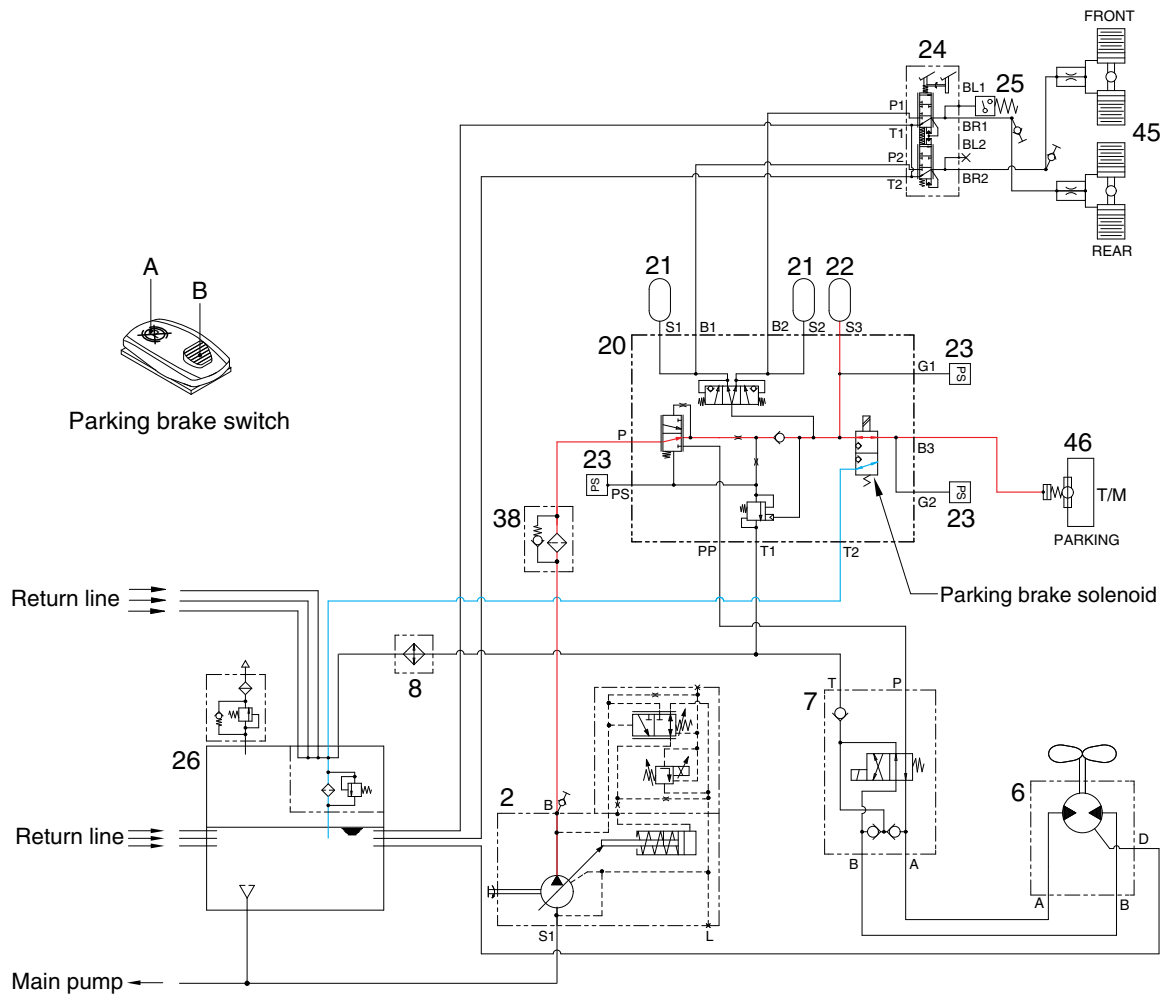 FRONT
24
BL1
25
P1
T1
BR1
BL2
P2
T2
BR2
45
REAR
A
B
Parking brake switch
21
21
22
S1
B1
B2
S2
S3
20
23
G1
PS
P
B3
46
23
PS
PS
G2
PS
23
T/M
PARKING
38
PP
T1
T2
Parking brake solenoid
Return line
8
T
P
7
26
2
B
6
D
Return line
B
A
A
B
S1
L
Main pump